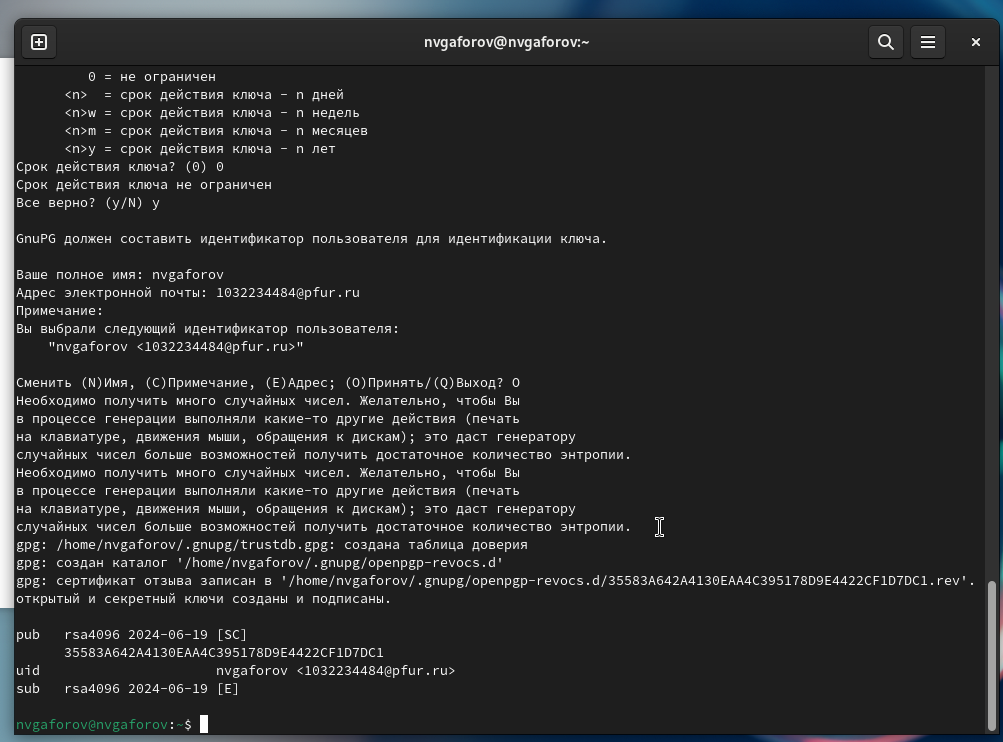 nvgaforov@nvgaforov:~
0 = не ограничен
<n>  = срок действия ключа - n дней
<n>w = срок действия ключа - n недель
<n>m = срок действия ключа - n месяцев
<n>y = срок действия ключа - n лет
Срок действия ключа? (0) 0
Срок действия ключа не ограничен
Все верно? (y/N) y
GnuPG должен составить идентификатор пользователя для идентификации ключа.
Ваше полное имя: nvgaforov
Адрес электронной почты: 1032234484@pfur.ru
Примечание:
Вы выбрали следующий идентификатор пользователя:
"nvgaforov <1032234484@pfur.ru>"
Сменить (N)Имя, (C)Примечание, (E)Адрес; (O)Принять/(Q)Выход? O
Необходимо получить много случайных чисел. Желательно, чтобы Вы
в процессе генерации выполняли какие-то другие действия (печать
на клавиатуре, движения мыши, обращения к дискам); это даст генератору
случайных чисел больше возможностей получить достаточное количество энтропии.
Необходимо получить много случайных чисел. Желательно, чтобы Вы
в процессе генерации выполняли какие-то другие действия (печать
на клавиатуре, движения мыши, обращения к дискам); это даст генератору
случайных чисел больше возможностей получить достаточное количество энтропии.
gpg: /home/nvgaforov/.gnupg/trustdb.gpg: создана таблица доверия
gpg: создан каталог '/home/nvgaforov/.gnupg/openpgp-revocs.d'
gpg: сертификат отзыва записан в '/home/nvgaforov/.gnupg/openpgp-revocs.d/35583A642A4130EAA4C395178D9E4422CF1D7DC1.rev'.
открытый и секретный ключи созданы и подписаны.
pub   rsa4096 2024-06-19 [SC]
35583A642A4130EAA4C395178D9E4422CF1D7DC1
uid                      nvgaforov <1032234484@pfur.ru>
sub   rsa4096 2024-06-19 [E]
nvgaforov@nvgaforov:~$